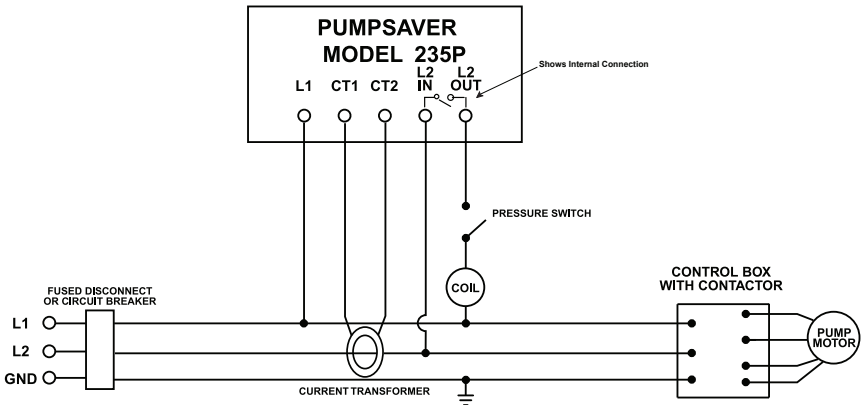 PUMPSAVER
MODEL 235P
L1 CT1 CT2 L2 IN L2 OUT
Shows Internal Connection
PRESSURE SWITCH
COIL
CONTROL BOX
WITH CONTACTOR
FUSED DISCONNECT
OR CIRCUIT BREAKER
L1
L2
GND
PUMP
MOTOR
CURRENT TRANSFORMER